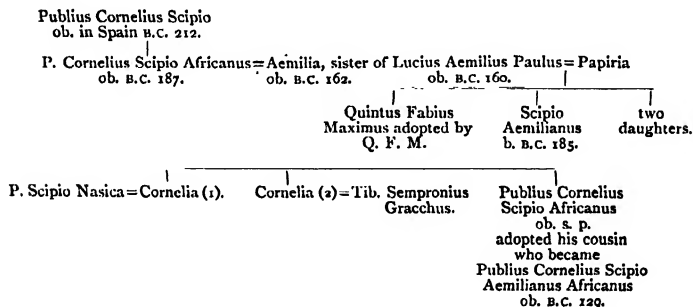 Publius Cornelius Scipio
ob. in Spain B.C. 212.
P. Cornelius Scipio Africanus=Aemilia, sister of Lucius Aemilius Paulus=Papiria
ob. B.C. 187. ob. B.C. 162. ob. B.C. 160.
Quintus Fabius Scipio two
Maximus adopted by Aemilianus daughters.
Q. F. M. b. B.C. 185.
P. Scipio Nasica=Cornelia (1). Cornelia (2)=Tib. Sempronius Publius Cornelius
Gracchus. Scipio Africanus
ob. s. p.
adopted his cousin
who became
Publius Cornelius Scipio
Aemilianus Africanus
ob. B.C. 129.